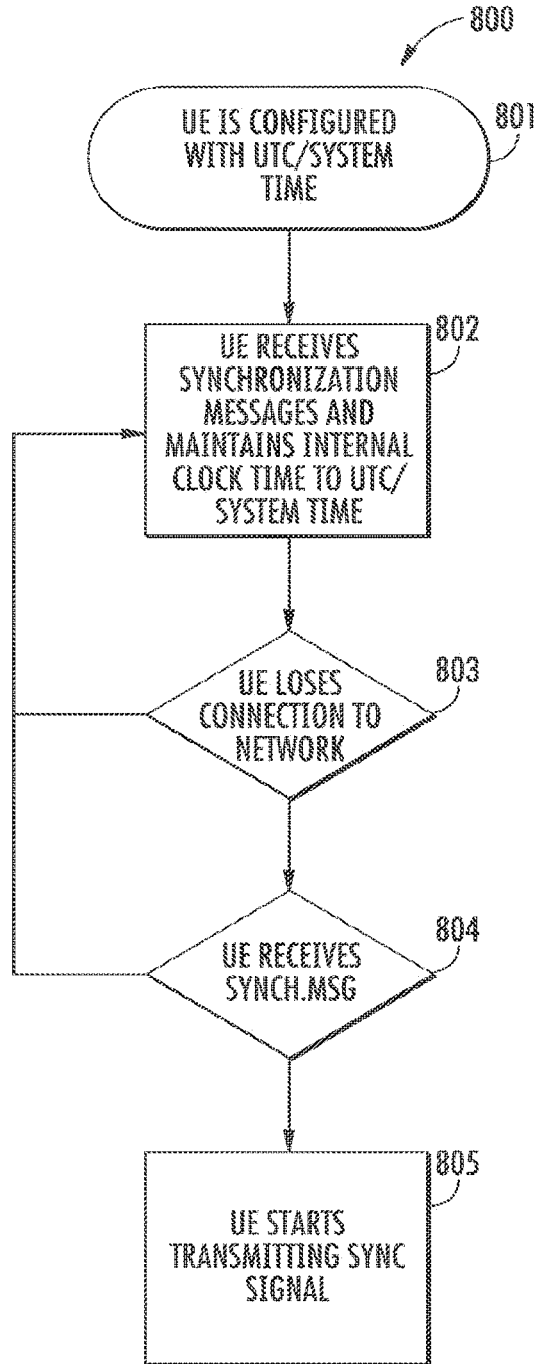 800
UE IS CONFIGURED
WITH UTC/SYSTEM
TIME
801
UE RECEIVES
SYNCHRONIZATION
MESSAGES AND
MAINTAINS INTERNAL
CLOCK TIME TO UTC/
SYSTEM TIME
802
UE LOSES
CONNECTION TO
NETWORK
803
UE RECEIVES
SYNCH.MSG
804
UE STARTS
TRANSMITTING SYNC
SIGNAL
805